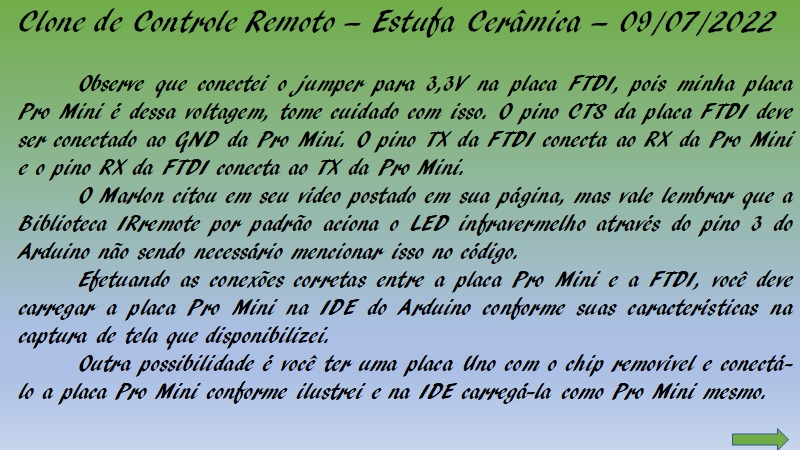 Clone de Controle Remoto – Estufa Cerâmica – 09/07/2022
Observe que conectei o jumper para 3,3V na placa FTDI, pois minha placa
Pro Mini é dessa voltagem, tome cuidado com isso. O pino CTS da placa FTDI deve
ser conectado ao GND da Pro Mini. O pino TX da FTDI conecta ao RX da Pro Mini
e o pino RX da FTDI conecta ao TX da Pro Mini.
O Marlon citou em seu vídeo postado em sua página, mas vale lembrar que a
Biblioteca IRremote por padrão aciona o LED infravermelho através do pino 3 do
Arduino não sendo necessário mencionar isso no código.
Efetuando as conexões corretas entre a placa Pro Mini e a FTDI, você deve
carregar a placa Pro Mini na IDE do Arduino conforme suas características na
captura de tela que disponibilizei.
Outra possibilidade é você ter uma placa Uno com o chip removível e conectá-
lo a placa Pro Mini conforme ilustrei e na IDE carregá-la como Pro Mini mesmo.